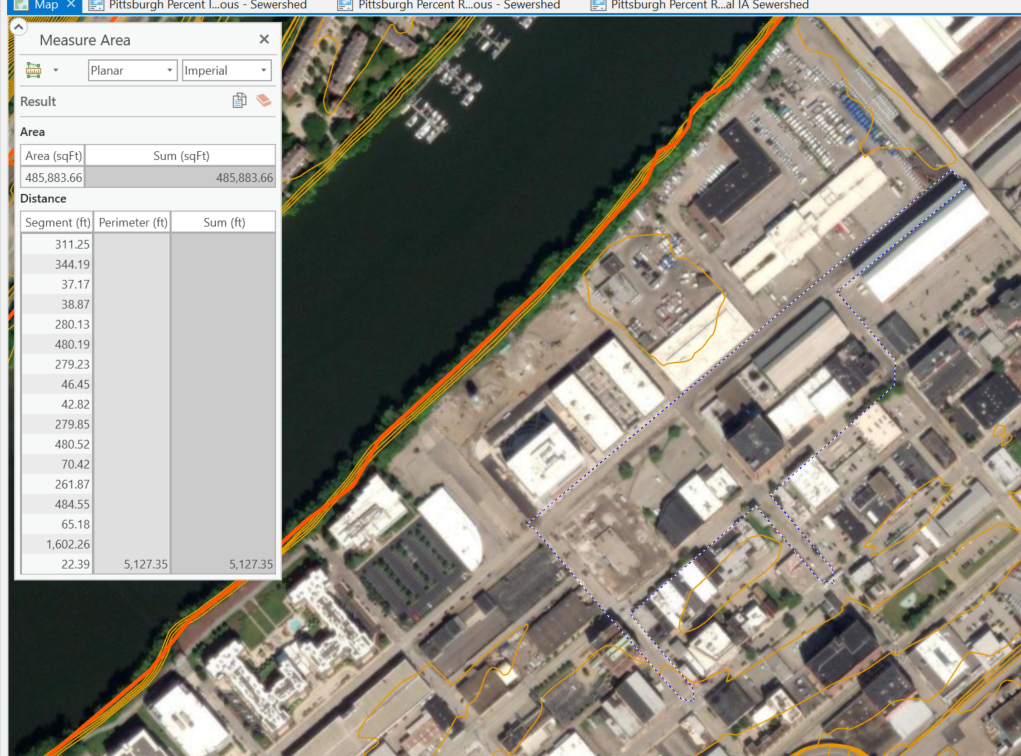 Map Pittsburgh Percent I...ous - Sewershed Pittsburgh Percent R...ous - Sewershed Pittsburgh Percent R...al IA Sewershed
Measure Area
Planar Imperial
Result
Area
Area (sqFt) Sum (sqFt)
485,883.66 485,883.66
Distance
Segment (ft) Perimeter (ft) Sum (ft)
311.25
344.19
37.17
38.87
280.13
480.19
279.23
46.45
42.82
279.85
480.52
70.42
261.87
484.55
65.18
1,602.26
22.39 5,127.35 5,127.35